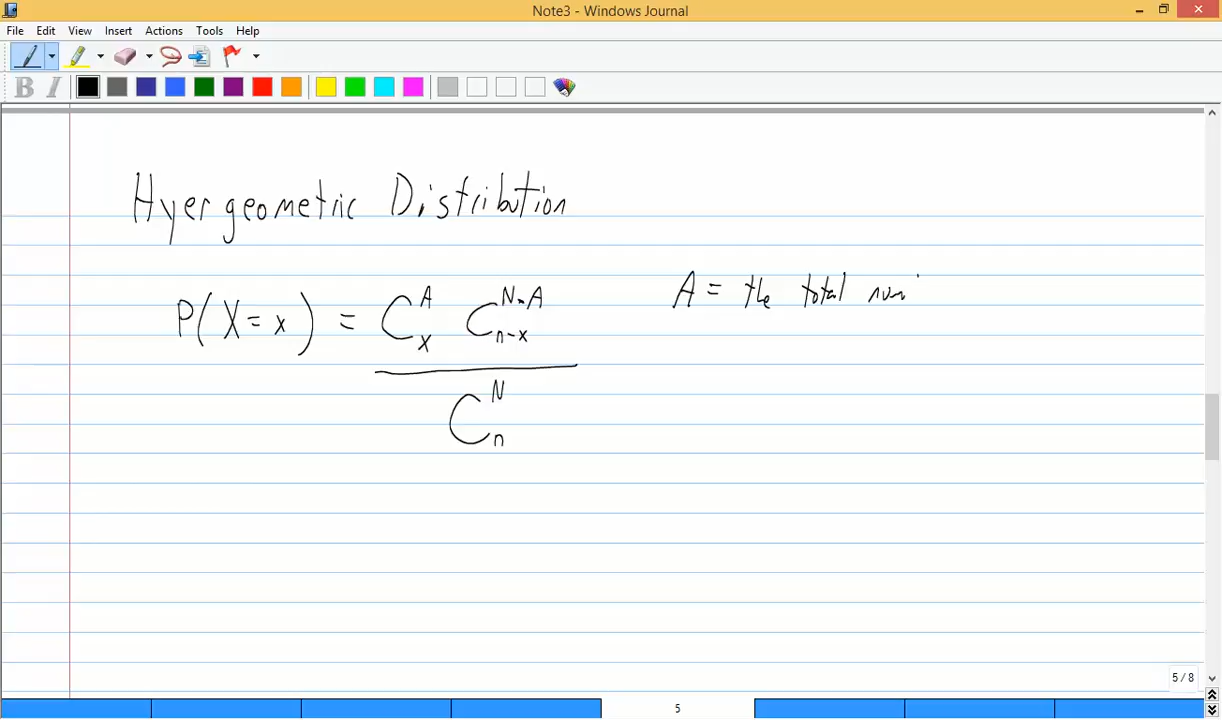 Note3 - Windows Journal
File Edit View Insert Actions Tools Help
B I
Hyergeometric Distribution
P(X = x) = C^A_x C^{N-A}_{n-x} / C^N_n
A = the total num
5 / 8
5